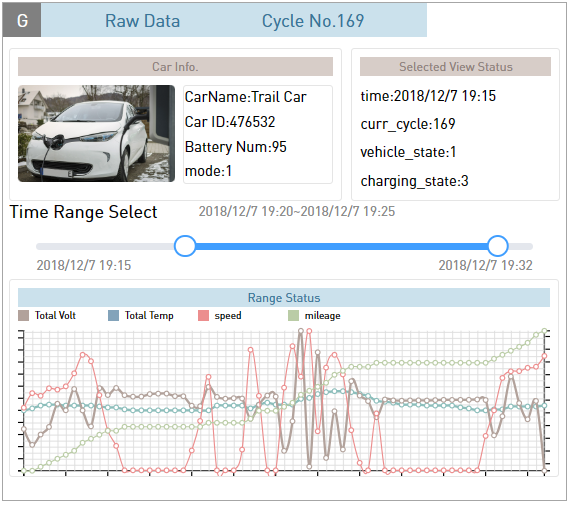 G
Raw Data
Cycle No.169
Car Info.
Selected View Status
CarName:Trail Car
Car ID:476532
Battery Num:95
mode:1
time:2018/12/7 19:15
curr_cycle:169
vehicle_state:1
charging_state:3
Time Range Select
2018/12/7 19:20~2018/12/7 19:25
2018/12/7 19:15
2018/12/7 19:32
Range Status
Total Volt
Total Temp
speed
mileage